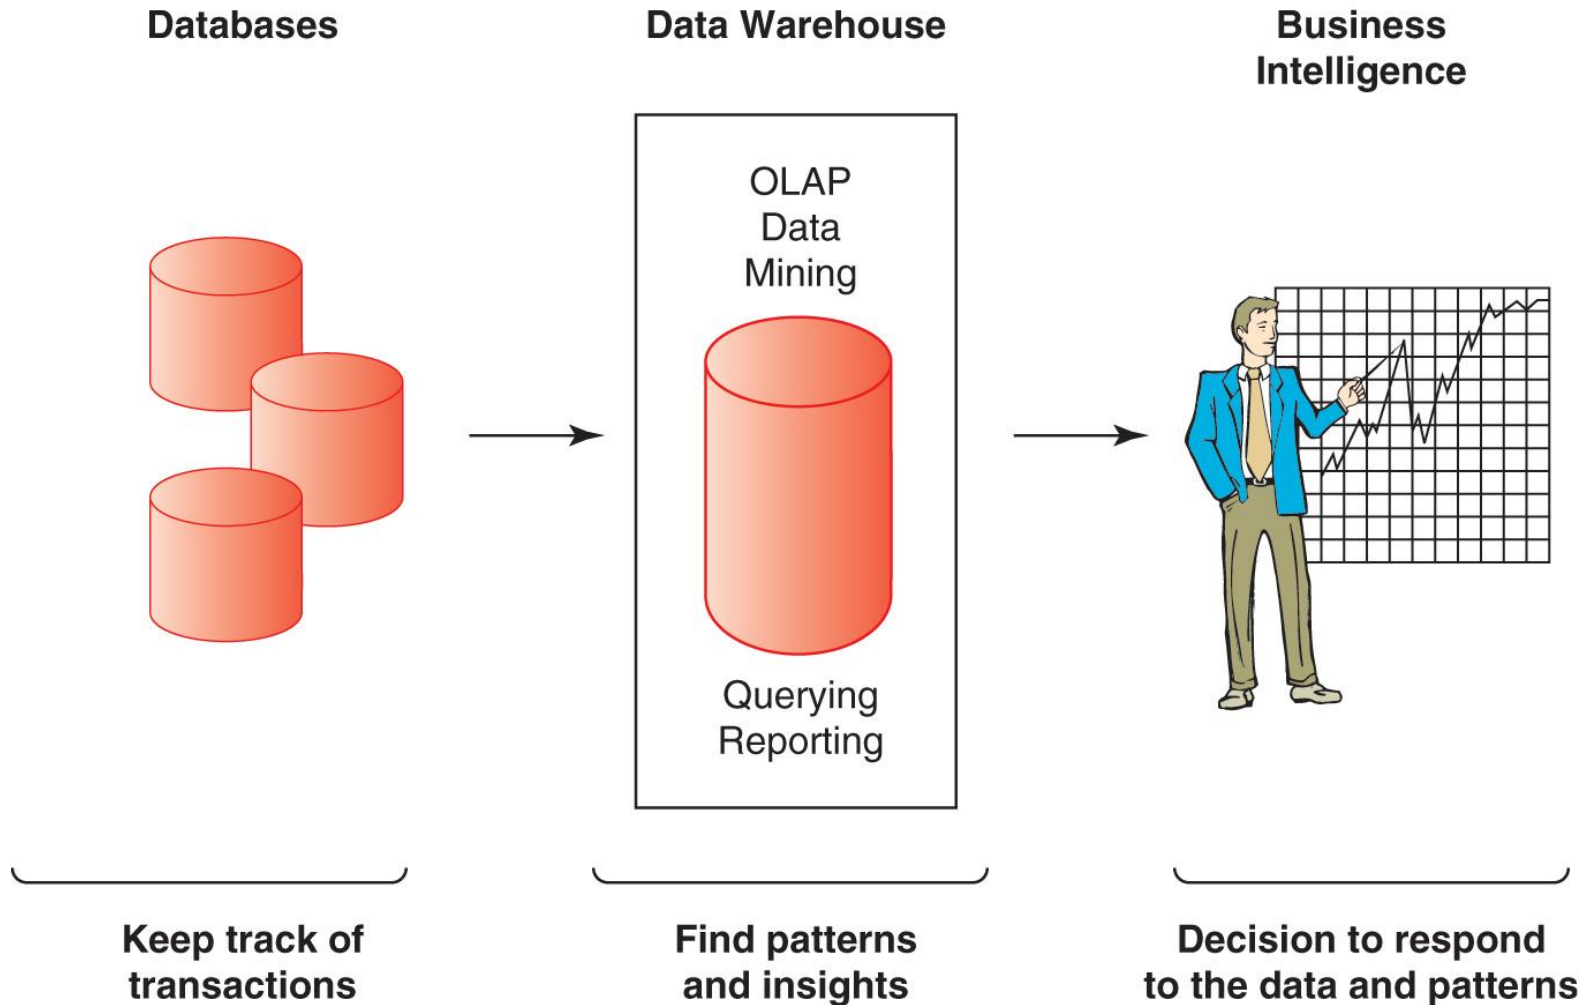 Databases
Data Warehouse
Business
Intelligence
OLAP
Data
Mining
Querying
Reporting
Keep track of
transactions
Find patterns
and insights
Decision to respond
to the data and patterns